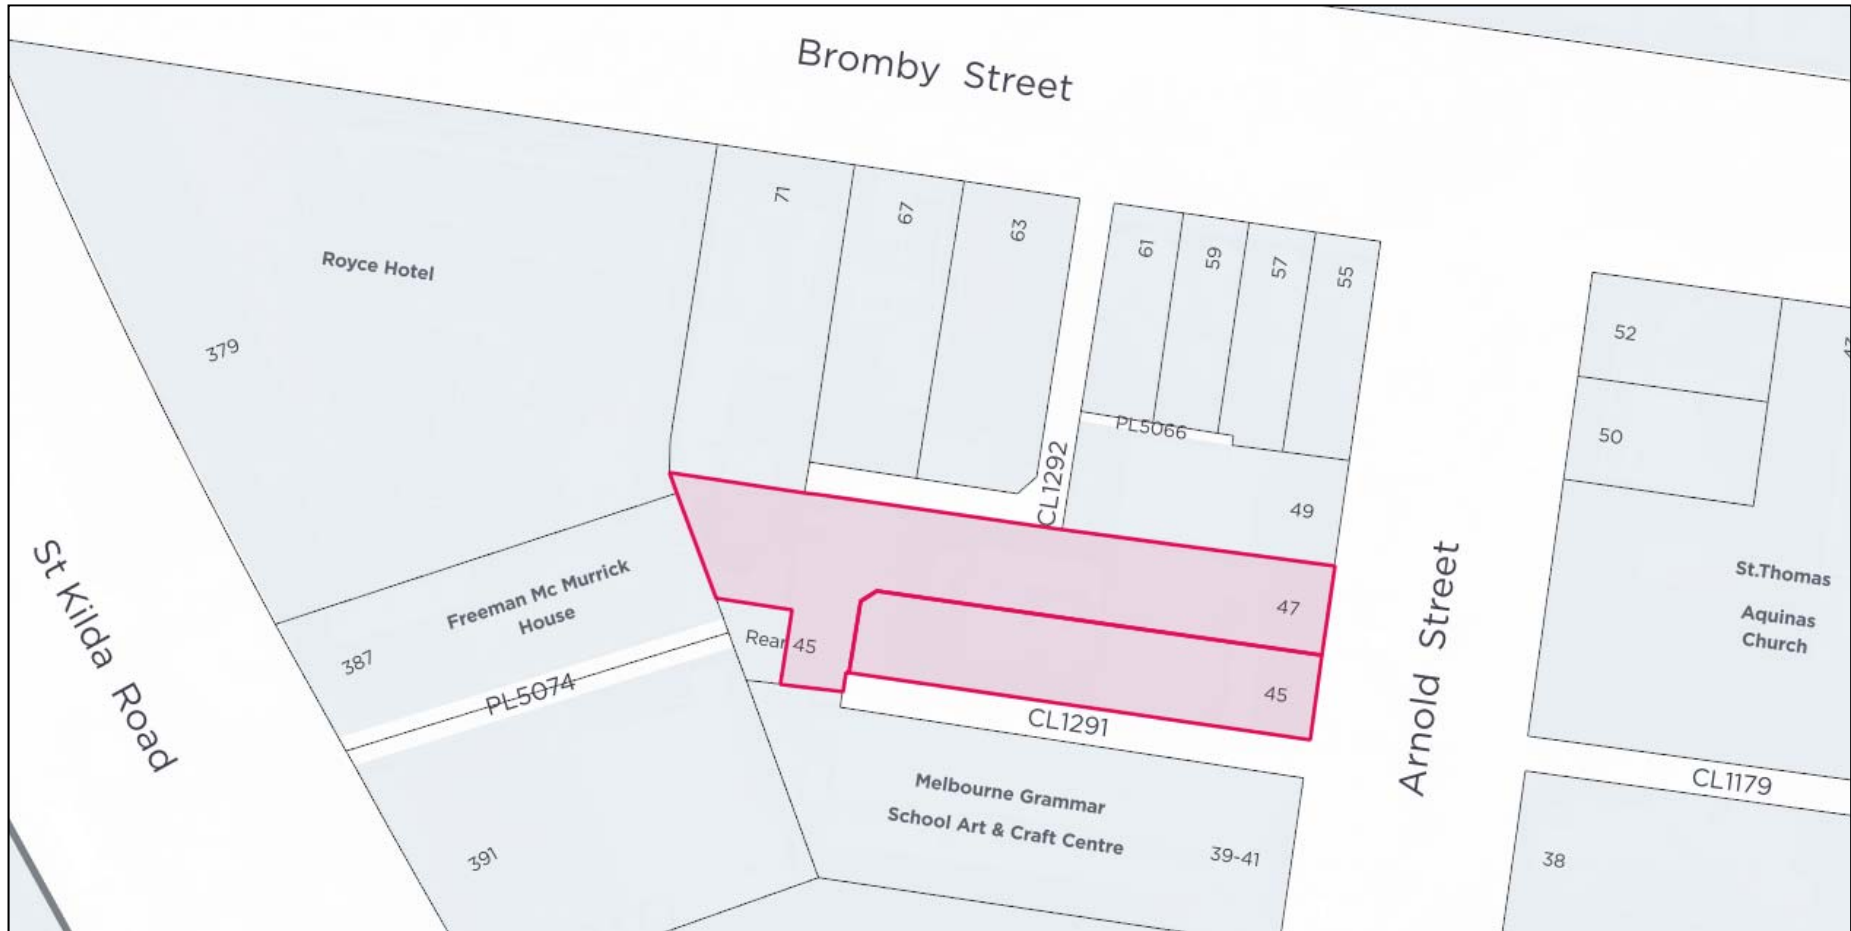 Bromby Street
71
67
63
61
59
57
55
Royce Hotel
379
52
50
PL5066
CL1292
49
St Kilda Road
Freeman Mc Murrick
House
387
PL5074
47
Rear 45
45
Arnold Street
St.Thomas
Aquinas
Church
CL1291
CL1179
Melbourne Grammar
School Art & Craft Centre
39-41
391
38